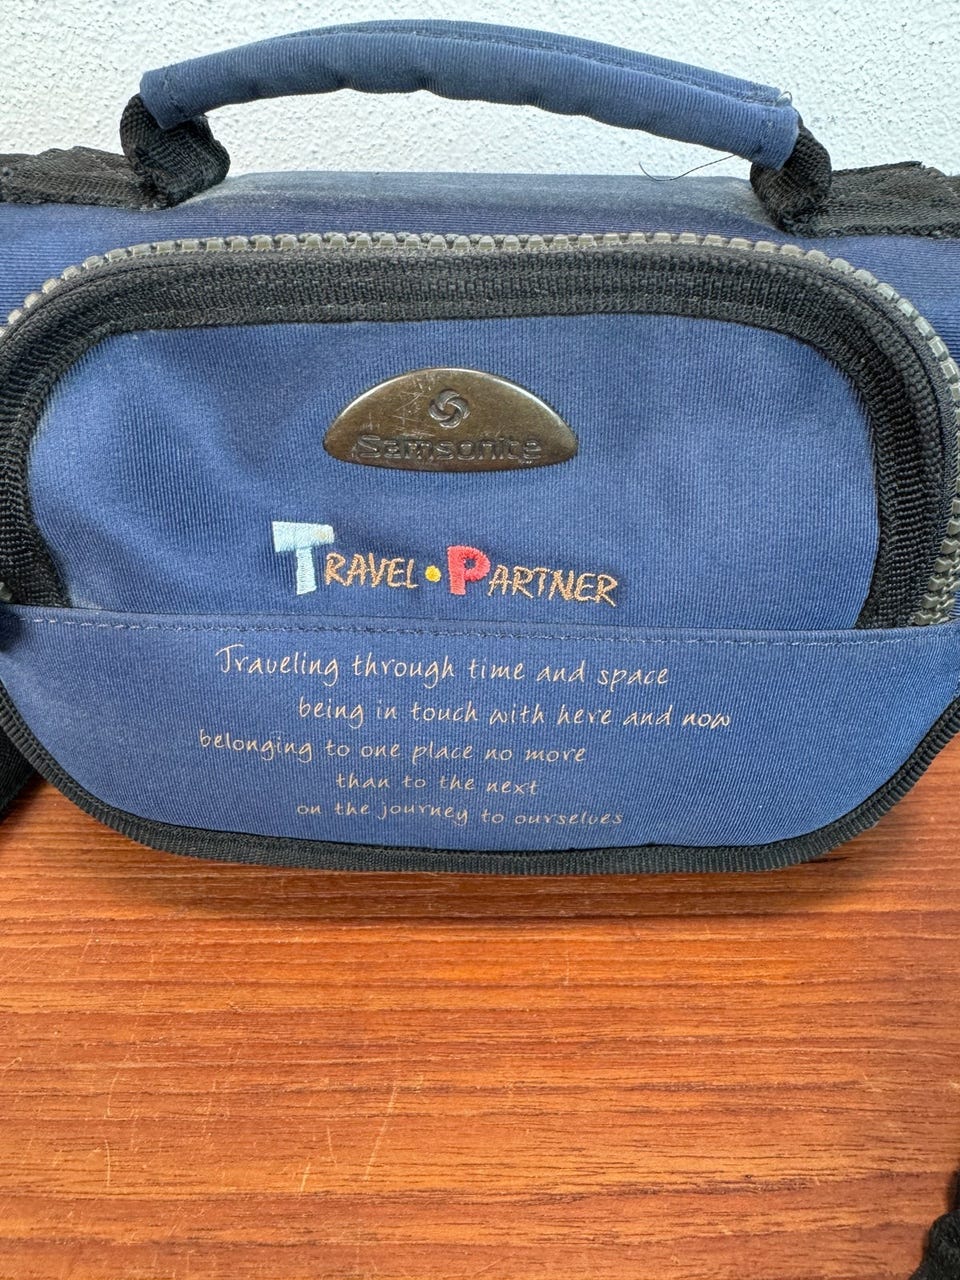 Samsonite
TRAVEL•PARTNER
Traveling through time and space
being in touch with here and now
belonging to one place no more
than to the next
on the journey to ourselves